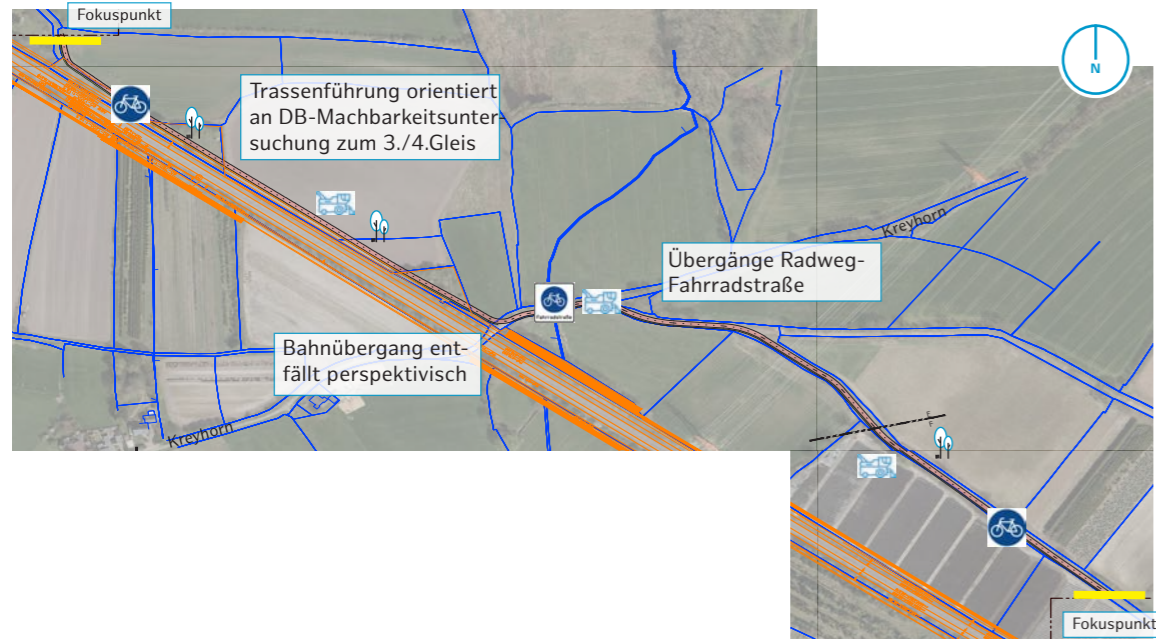 Fokuspunkt
N
Trassenführung orientiert
an DB-Machbarkeitsunter-
suchung zum 3./4.Gleis
Kreyhorn
Übergänge Radweg-
Fahrradstraße
Fahrradstraße
Bahnübergang ent-
fällt perspektivisch
Kreyhorn
Fokuspunkt